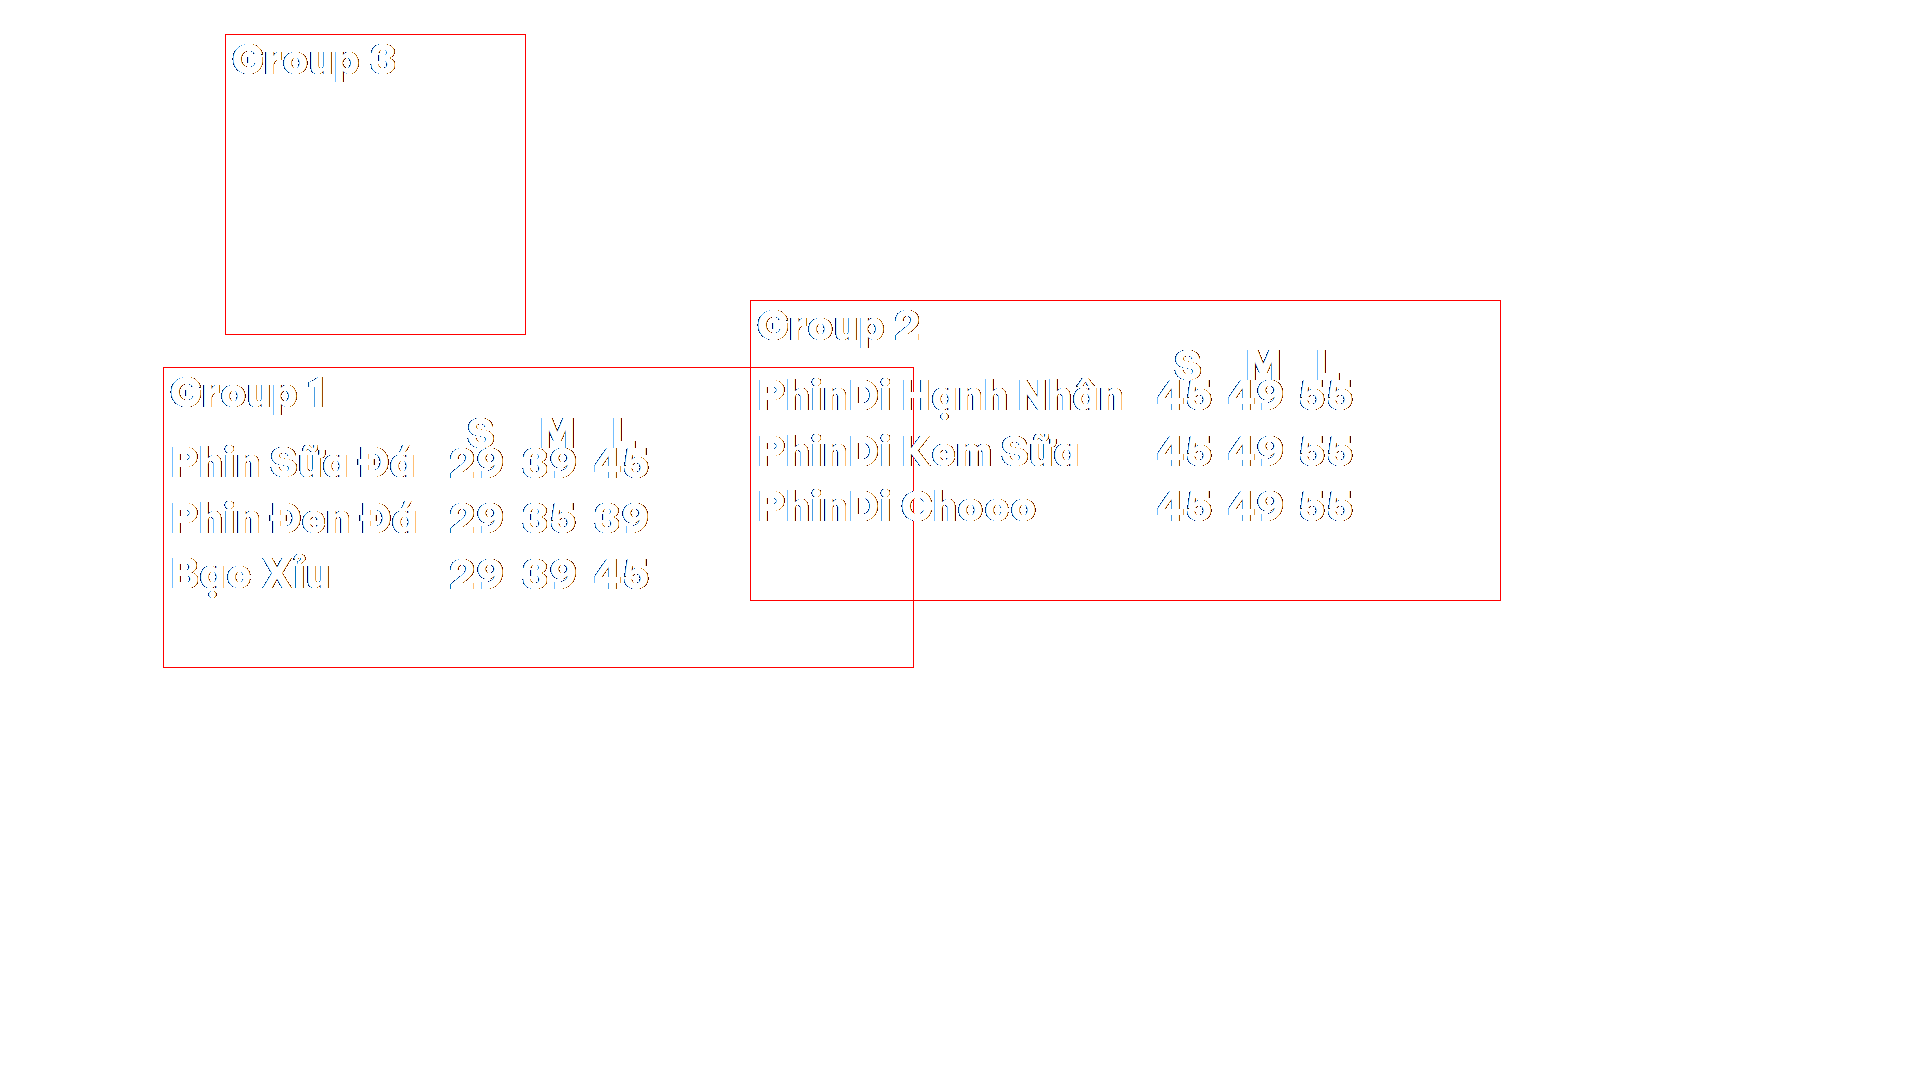 Group 3
Group 1
S M L
Phin Sữa Đá 29 39 45
Phin Đen Đá 29 35 39
Bạc Xỉu 29 39 45
Group 2
S M L
PhinDi Hạnh Nhân 45 49 55
PhinDi Kem Sữa 45 49 55
PhinDi Choco 45 49 55